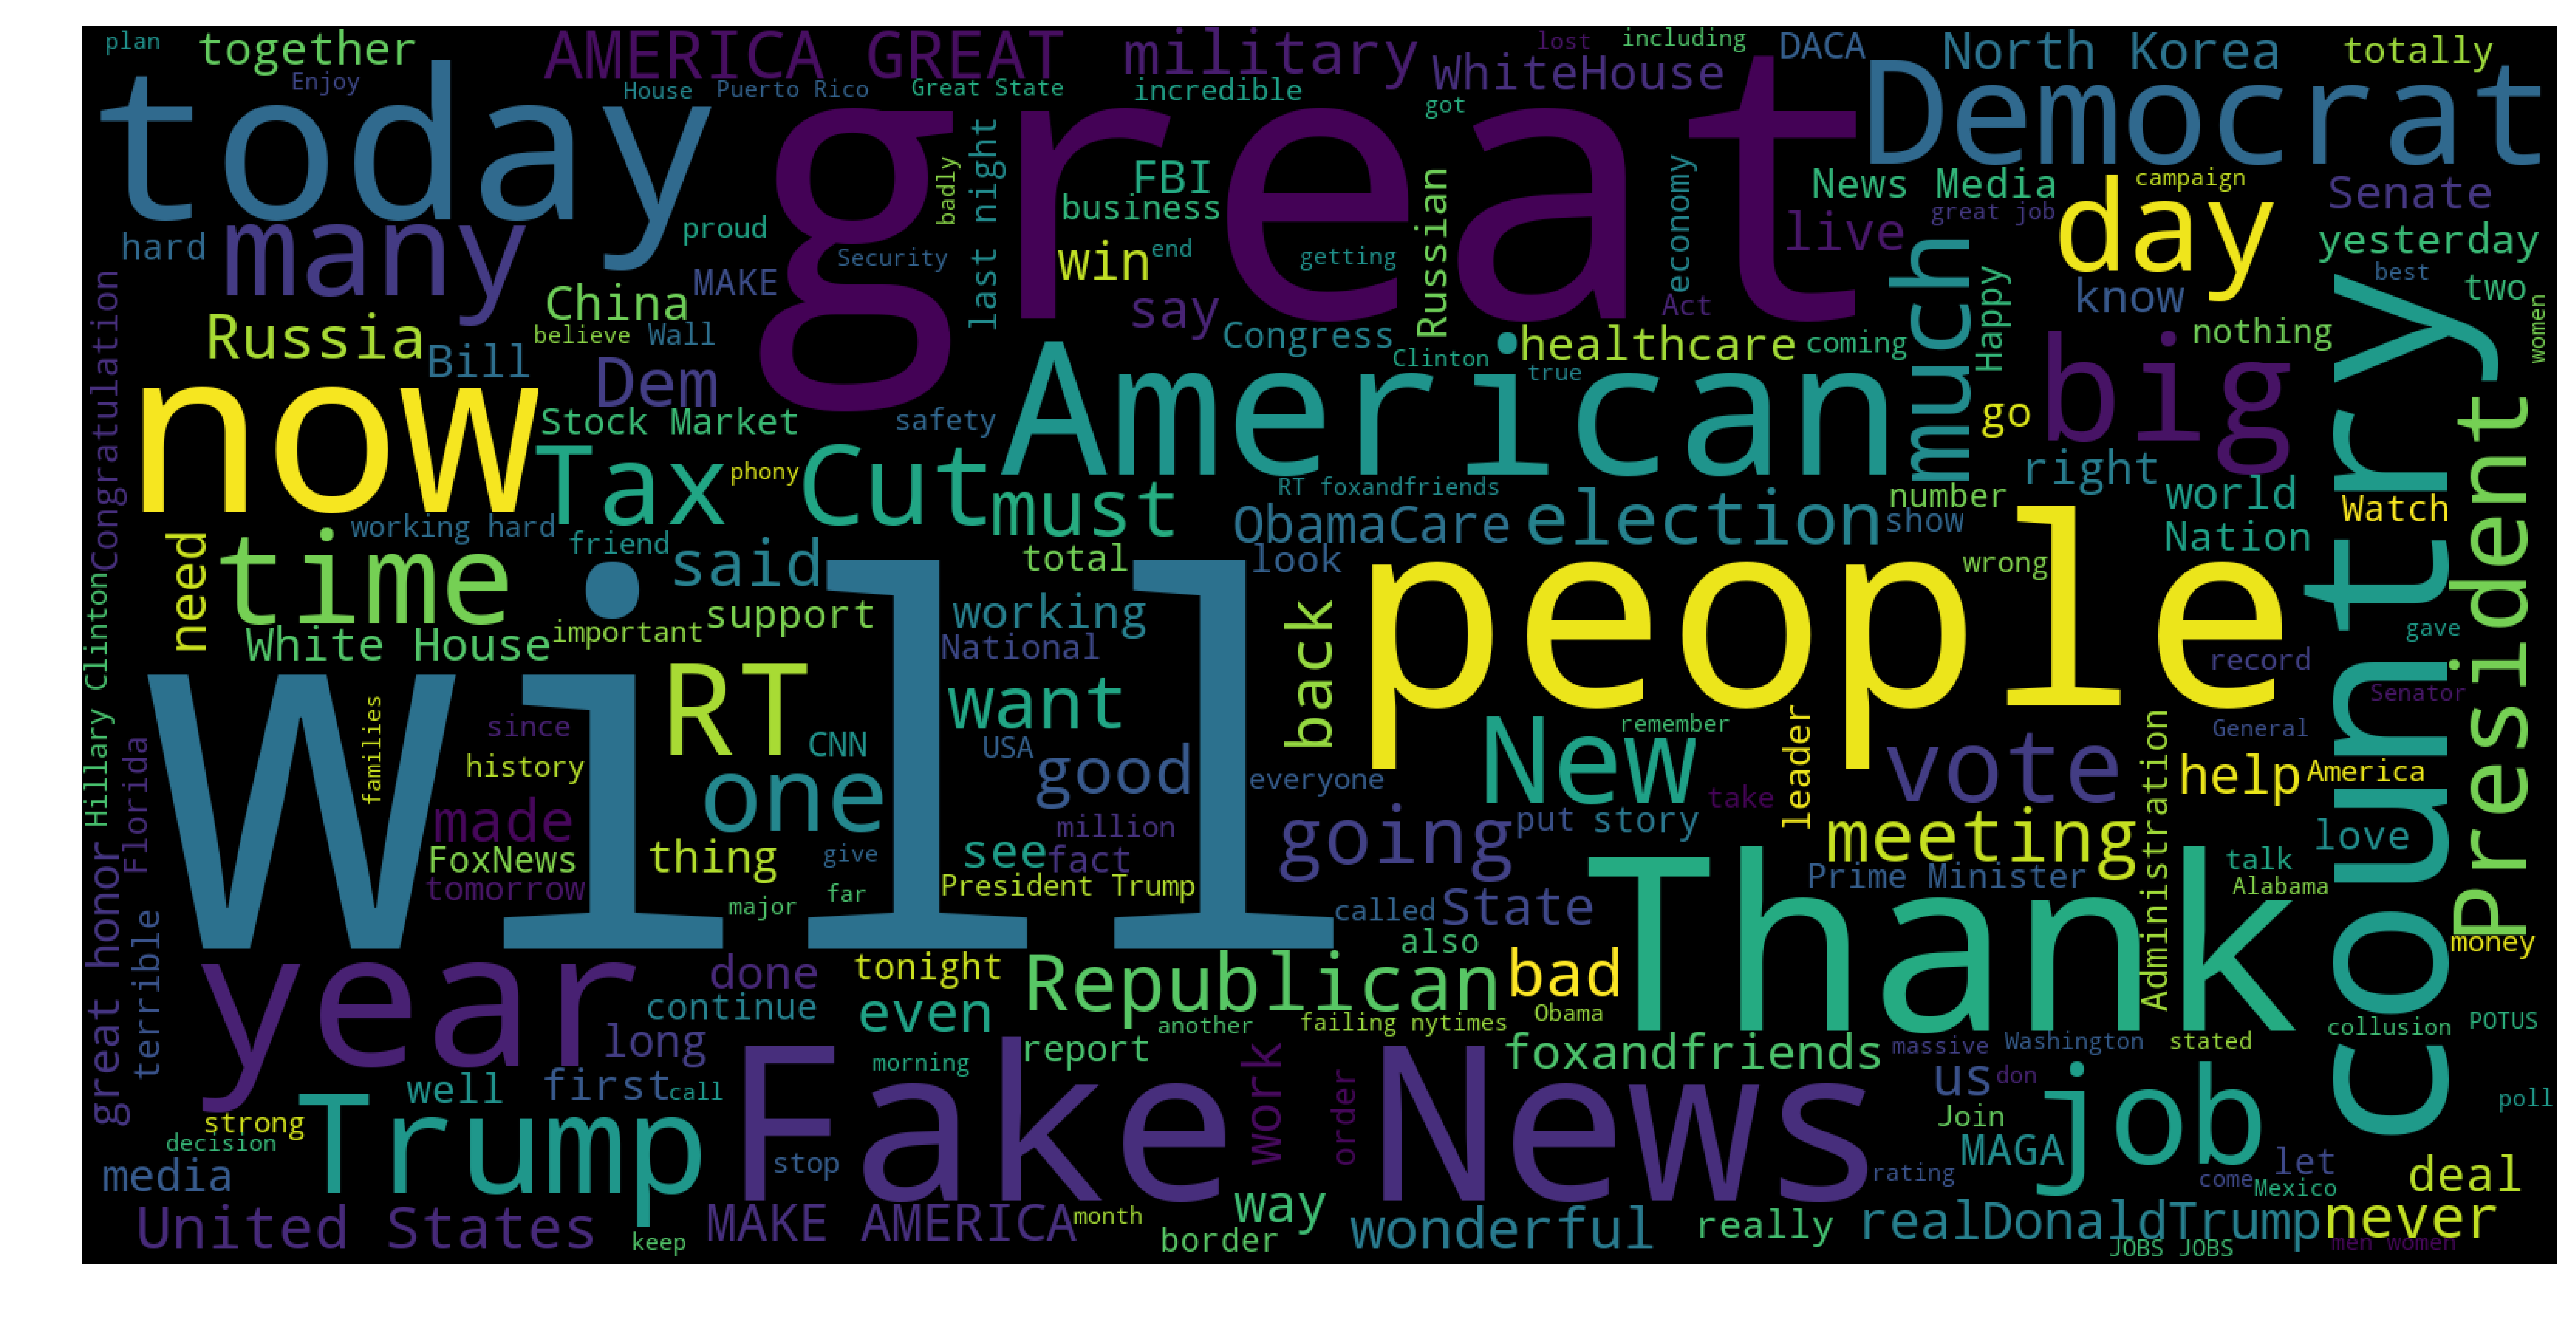 plan
together
AMERICA GREAT
military
lost
including
DACA
North Korea
totally
Enjoy
House
Puerto Rico
Great State
incredible
WhiteHouse
got
Democrat
today
great
last night
badly
FBI
business
Russian
economy
News Media
campaign
day
Senate
many
hard
proud
Security
win
end
getting
live
great job
much
yesterday
Congratulation
China
MAKE
say
Act
Happy
know
best
two
Russia
Bill
believe
Wall
Congress
Clinton
healthcare
coming
nothing
women
Dem
true
American
big
country
now
Stock Market
safety
go
President
Tax Cut
phony
must
RT foxandfriends
right
number
world
Watch
working hard
friend
ObamaCare
election
show
Nation
need
time
said
total
look
wrong
people
Hillary Clinton
White House
important
support
working
back
gave
National
record
will
families
since
RT
want
New
remember
Senator
General
Florida
history
CNN
USA
good
everyone
leader
vote
help
America
made
one
million
take
Administration
FoxNews
thing
give
see
fact
going
put
story
meeting
love
great honor
tomorrow
major
far
President Trump
Prime Minister
talk
Alabama
terrible
called
State
Thank
year
done
tonight
also
Republican
bad
money
continue
even
another
failing nytimes
Obama
collusion
POTUS
long
morning
report
work
foxandfriends
massive
Washington
stated
well
first
call
Fake News
order
us
don
job
poll
strong
decision
Trump
Join
media
stop
MAGA
rating
come
let
Mexico
deal
United States
keep
MAKE AMERICA
month
border
way
wonderful
really
realDonaldTrump
never
JOBS JOBS
men women